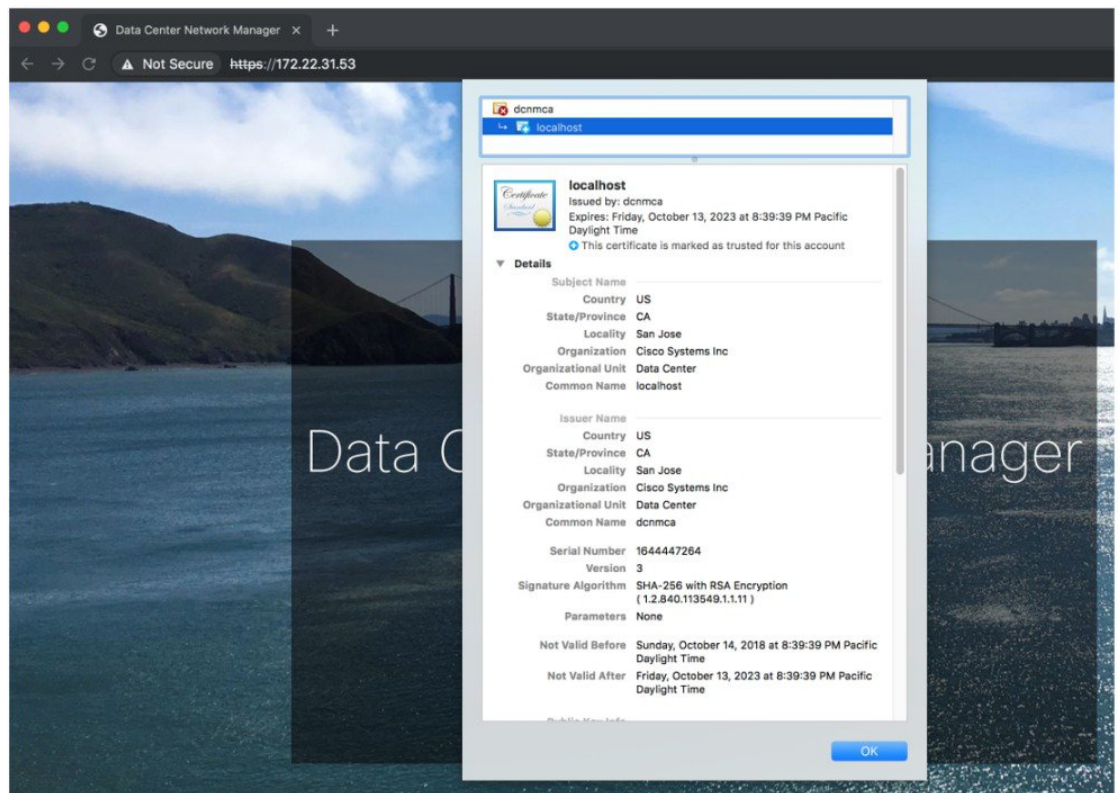 Data Center Network Manager
Not Secure https://172.22.31.53
dcnmca
localhost
Certificate
Standard
localhost
Issued by: dcnmca
Expires: Friday, October 13, 2023 at 8:39:39 PM Pacific
Daylight Time
This certificate is marked as trusted for this account
Details
Subject Name
Country US
State/Province CA
Locality San Jose
Organization Cisco Systems Inc
Organizational Unit Data Center
Common Name localhost
Issuer Name
Country US
State/Province CA
Locality San Jose
Organization Cisco Systems Inc
Organizational Unit Data Center
Common Name dcnmca
Data C anager
Serial Number 1644447264
Version 3
Signature Algorithm SHA-256 with RSA Encryption
( 1.2.840.113549.1.1.11 )
Parameters None
Not Valid Before Sunday, October 14, 2018 at 8:39:39 PM Pacific
Daylight Time
Not Valid After Friday, October 13, 2023 at 8:39:39 PM Pacific
Daylight Time
Public Key Info
OK